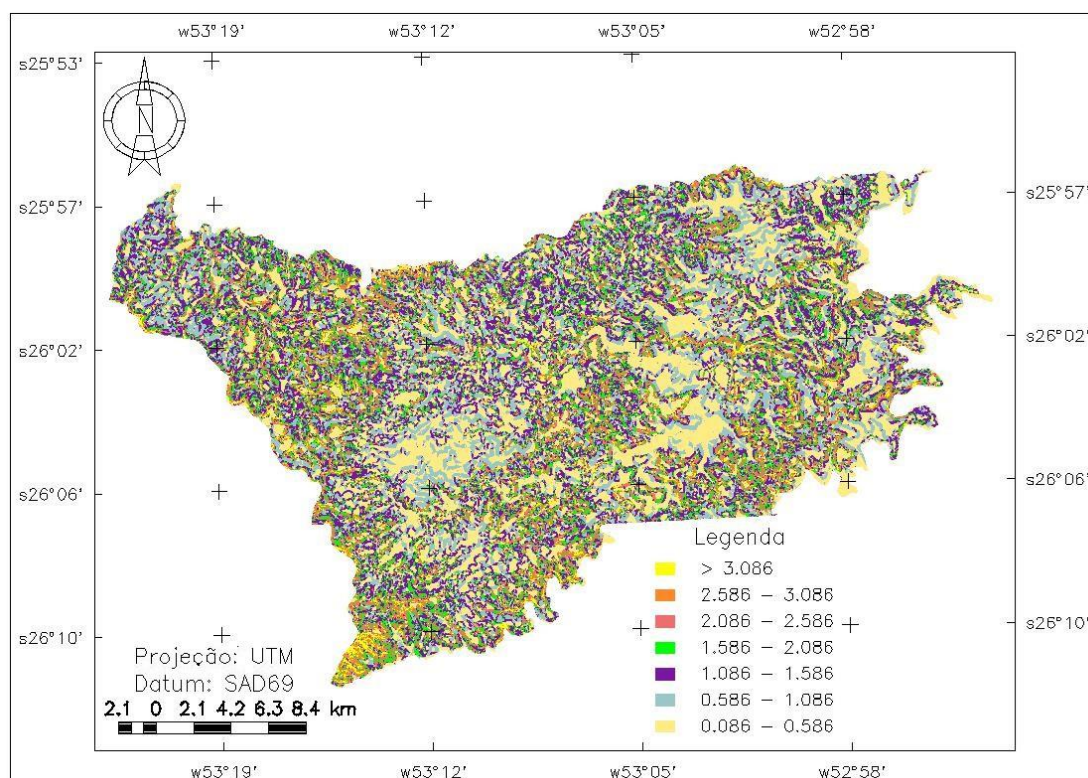 w53°19' w53°12' w53°05' w52°58'
s25°53'
N
s25°57' s25°57'
s26°02' s26°02'
s26°06' s26°06'
Legenda
> 3.086
2.586 – 3.086
2.086 – 2.586
1.586 – 2.086
1.086 – 1.586
0.586 – 1.086
0.086 – 0.586
s26°10' s26°10'
Projeção: UTM
Datum: SAD69
2.1 0 2.1 4.2 6.3 8.4 km
w53°19' w53°12' w53°05' w52°58'